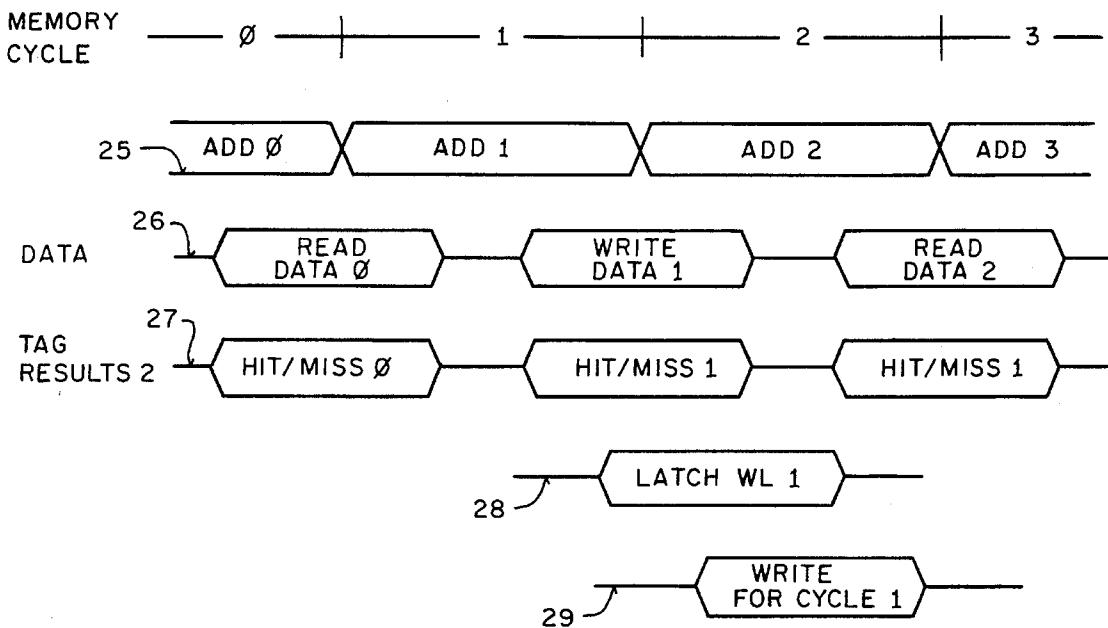 MEMORY CYCLE
Ø 1 2 3
25 ADD Ø ADD 1 ADD 2 ADD 3
26
DATA
READ DATA Ø
WRITE DATA 1
READ DATA 2
27
TAG RESULTS 2
HIT/MISS Ø HIT/MISS 1 HIT/MISS 1
28 LATCH WL 1
29
WRITE
FOR CYCLE 1